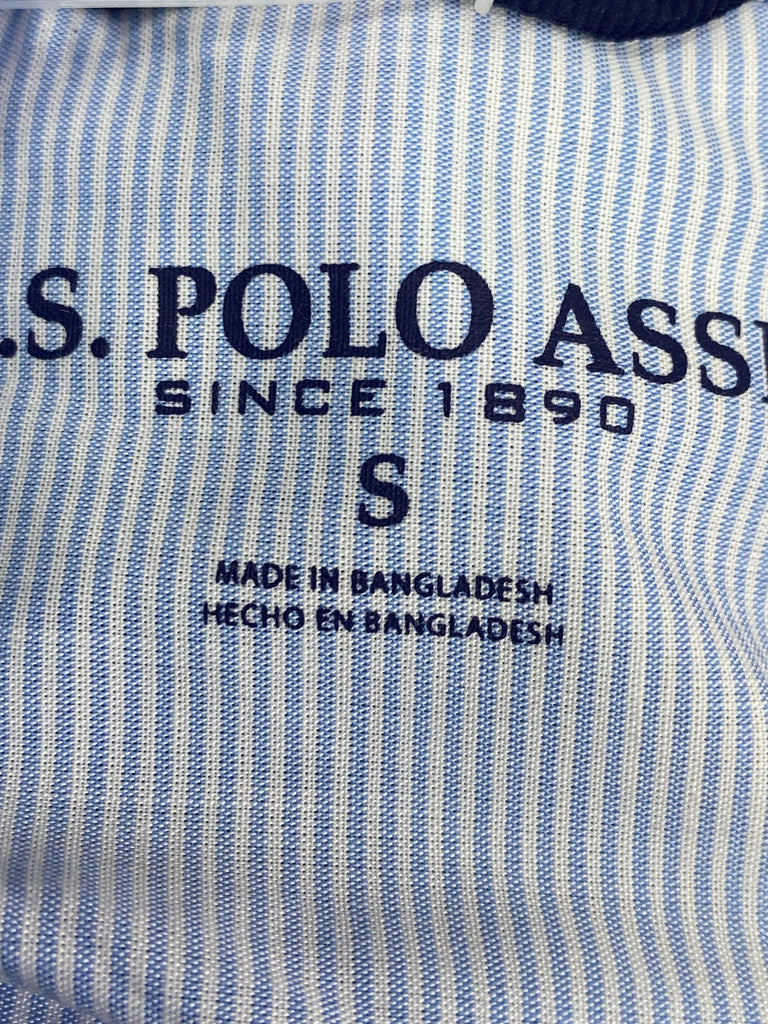 .S. POLO ASS
SINCE 1890
S
MADE IN BANGLADESH
HECHO EN BANGLADESH